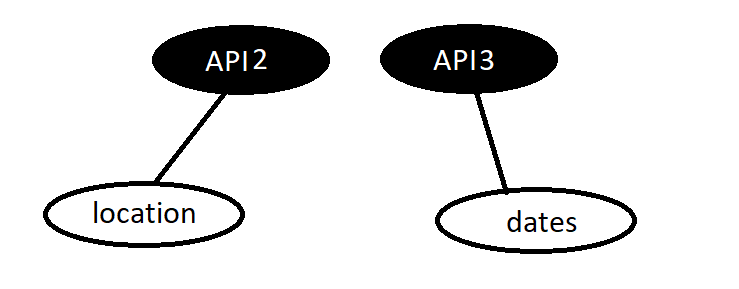 API2
API3
location
dates